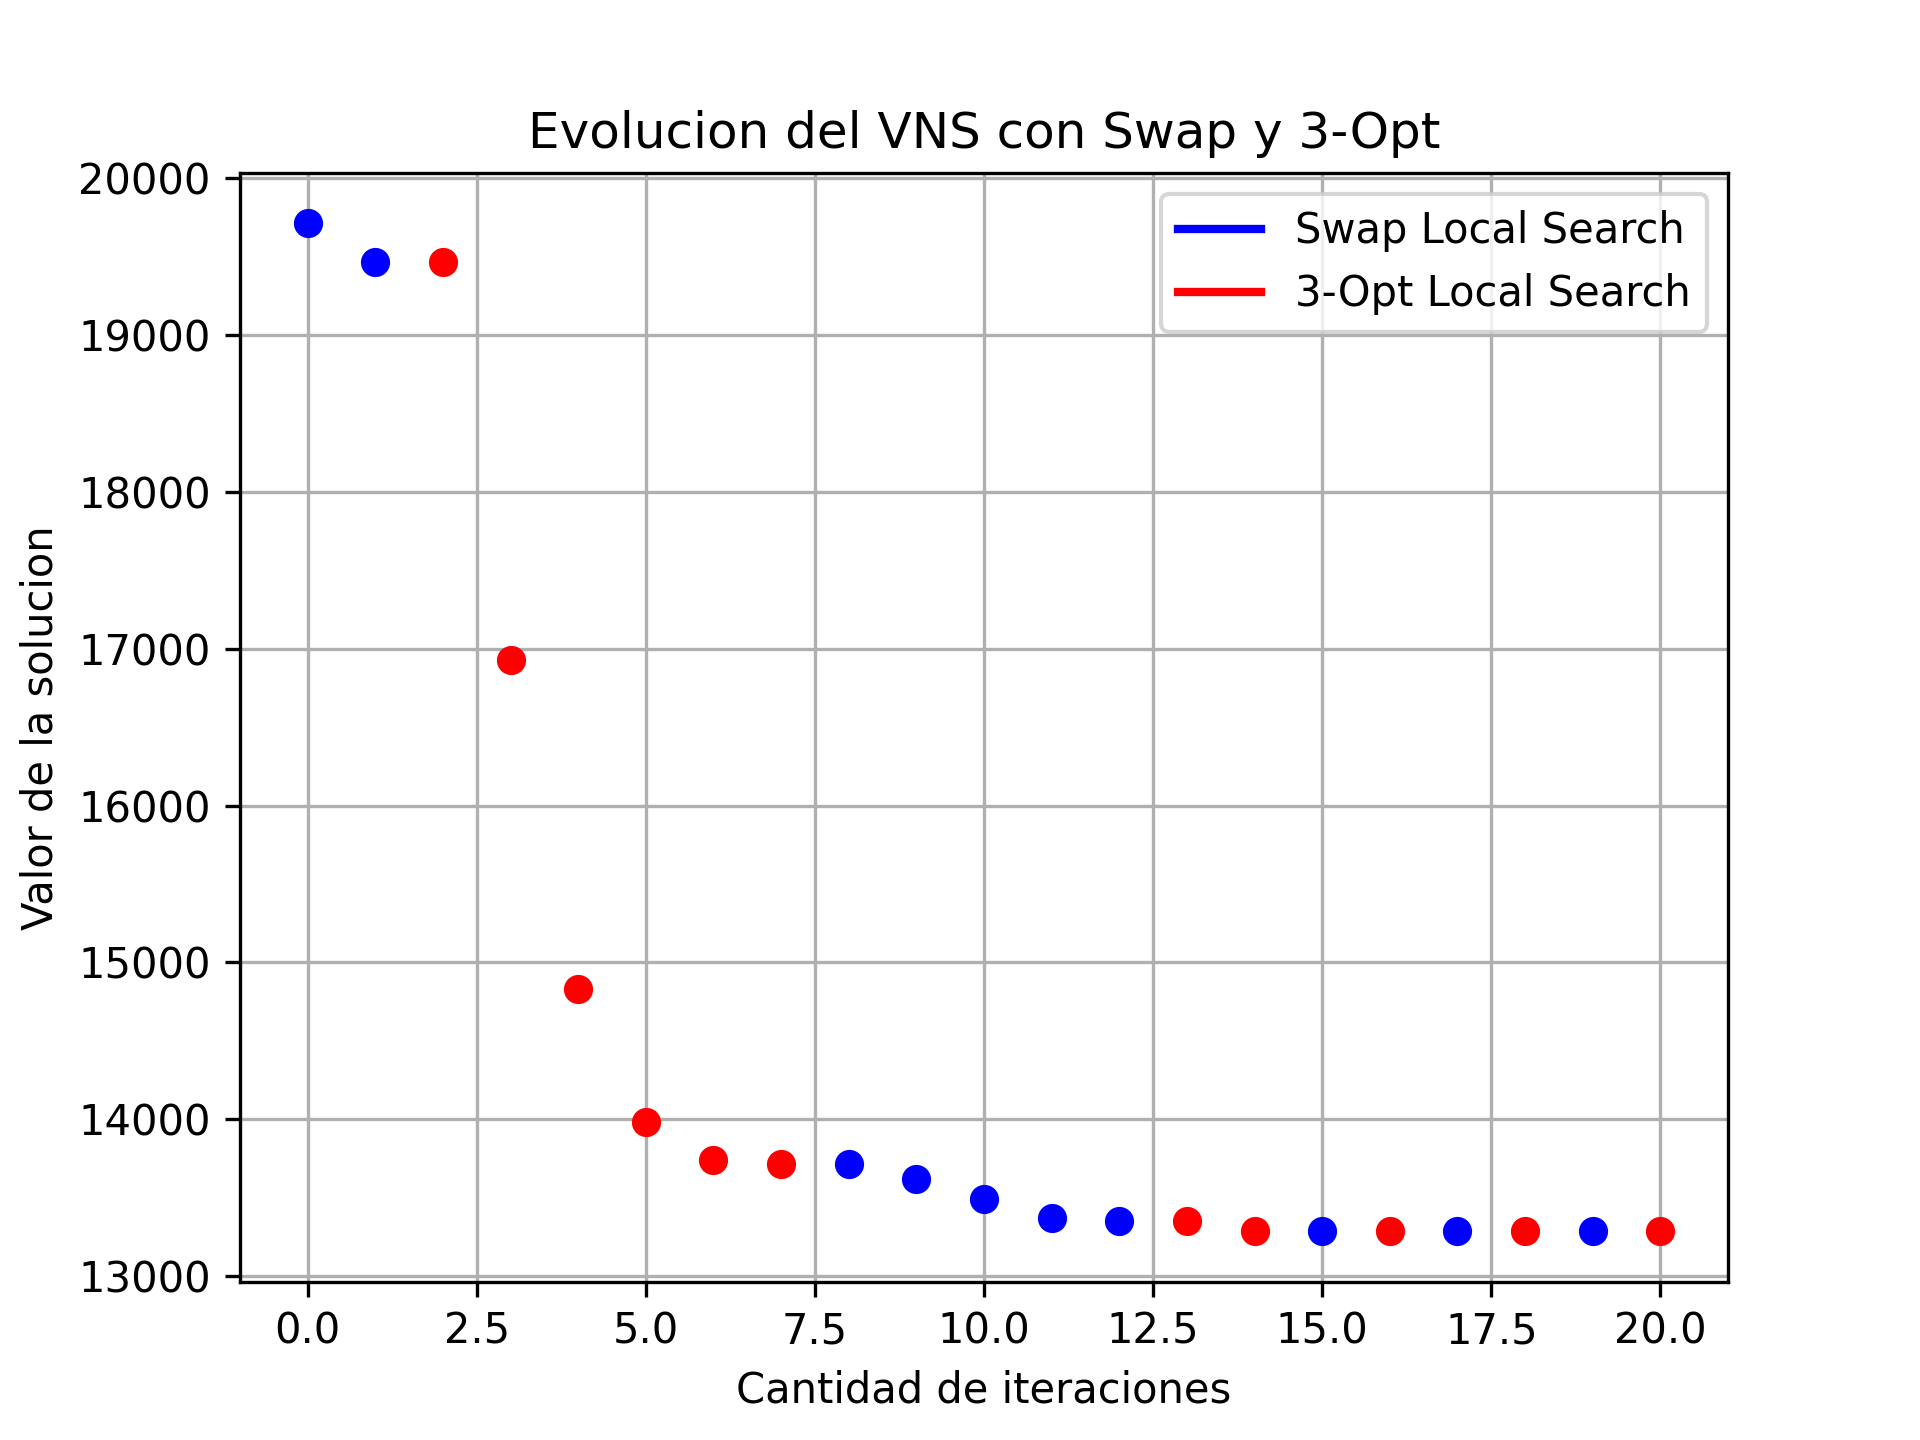 Evolucion del VNS con Swap y 3-Opt
Swap Local Search
3-Opt Local Search
Valor de la solucion
20000
19000
18000
17000
16000
15000
14000
13000
0.0 2.5 5.0 7.5 10.0 12.5 15.0 17.5 20.0
Cantidad de iteraciones